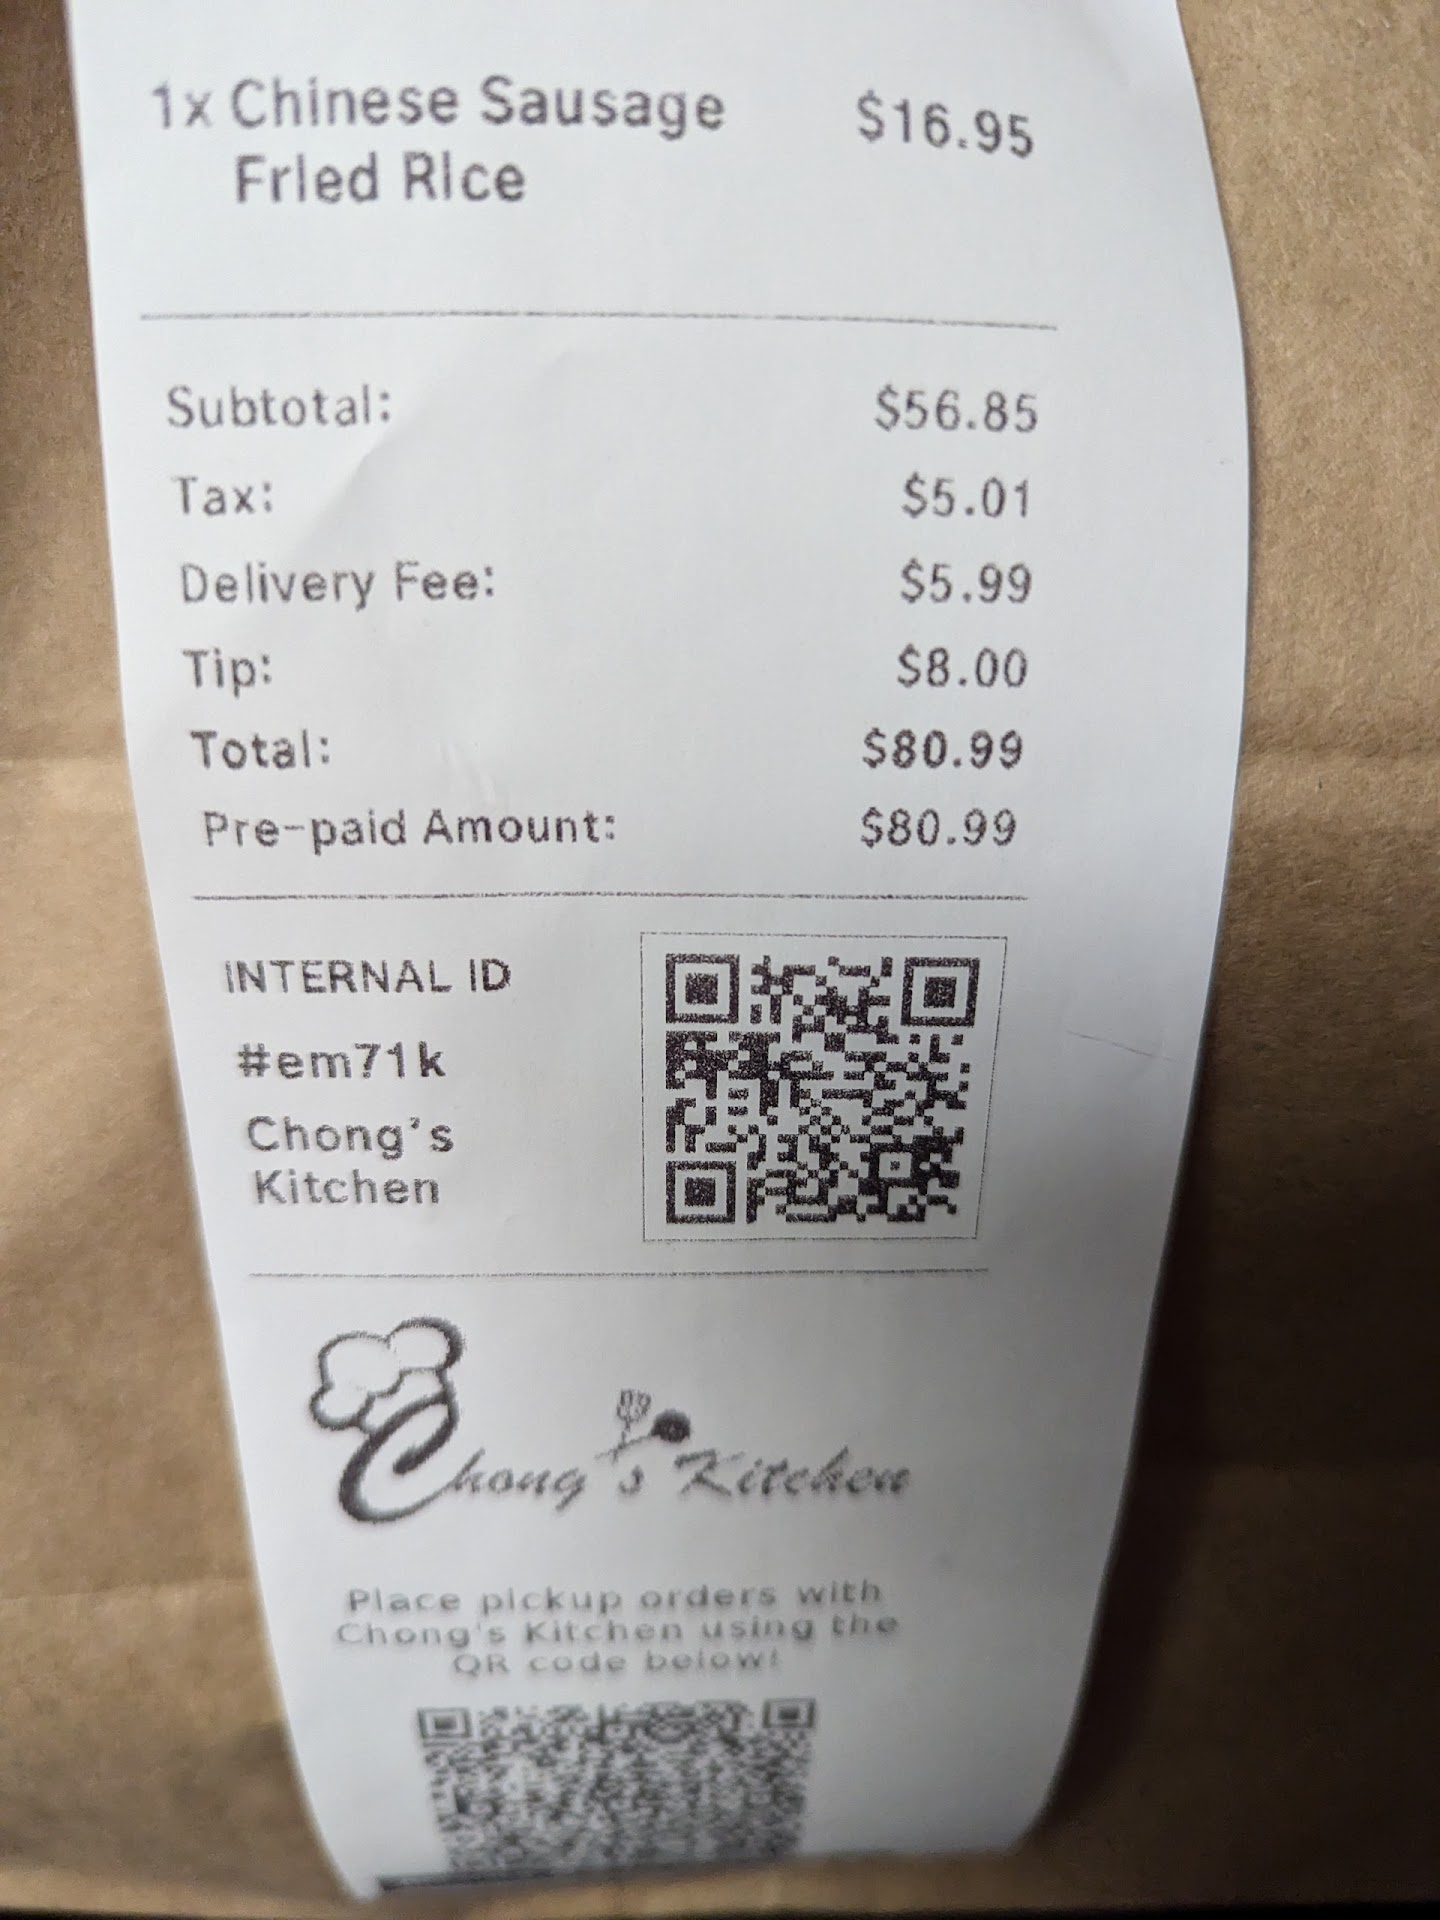 1x Chinese Sausage $16.95
Fried Rice
Subtotal: $56.85
Tax: $5.01
Delivery Fee: $5.99
Tip: $8.00
Total: $80.99
Pre-paid Amount: $80.99
INTERNAL ID
#em71k
Chong's
Kitchen
Chong's Kitchen
Place pickup orders with
Chong's Kitchen using the
QR code below!